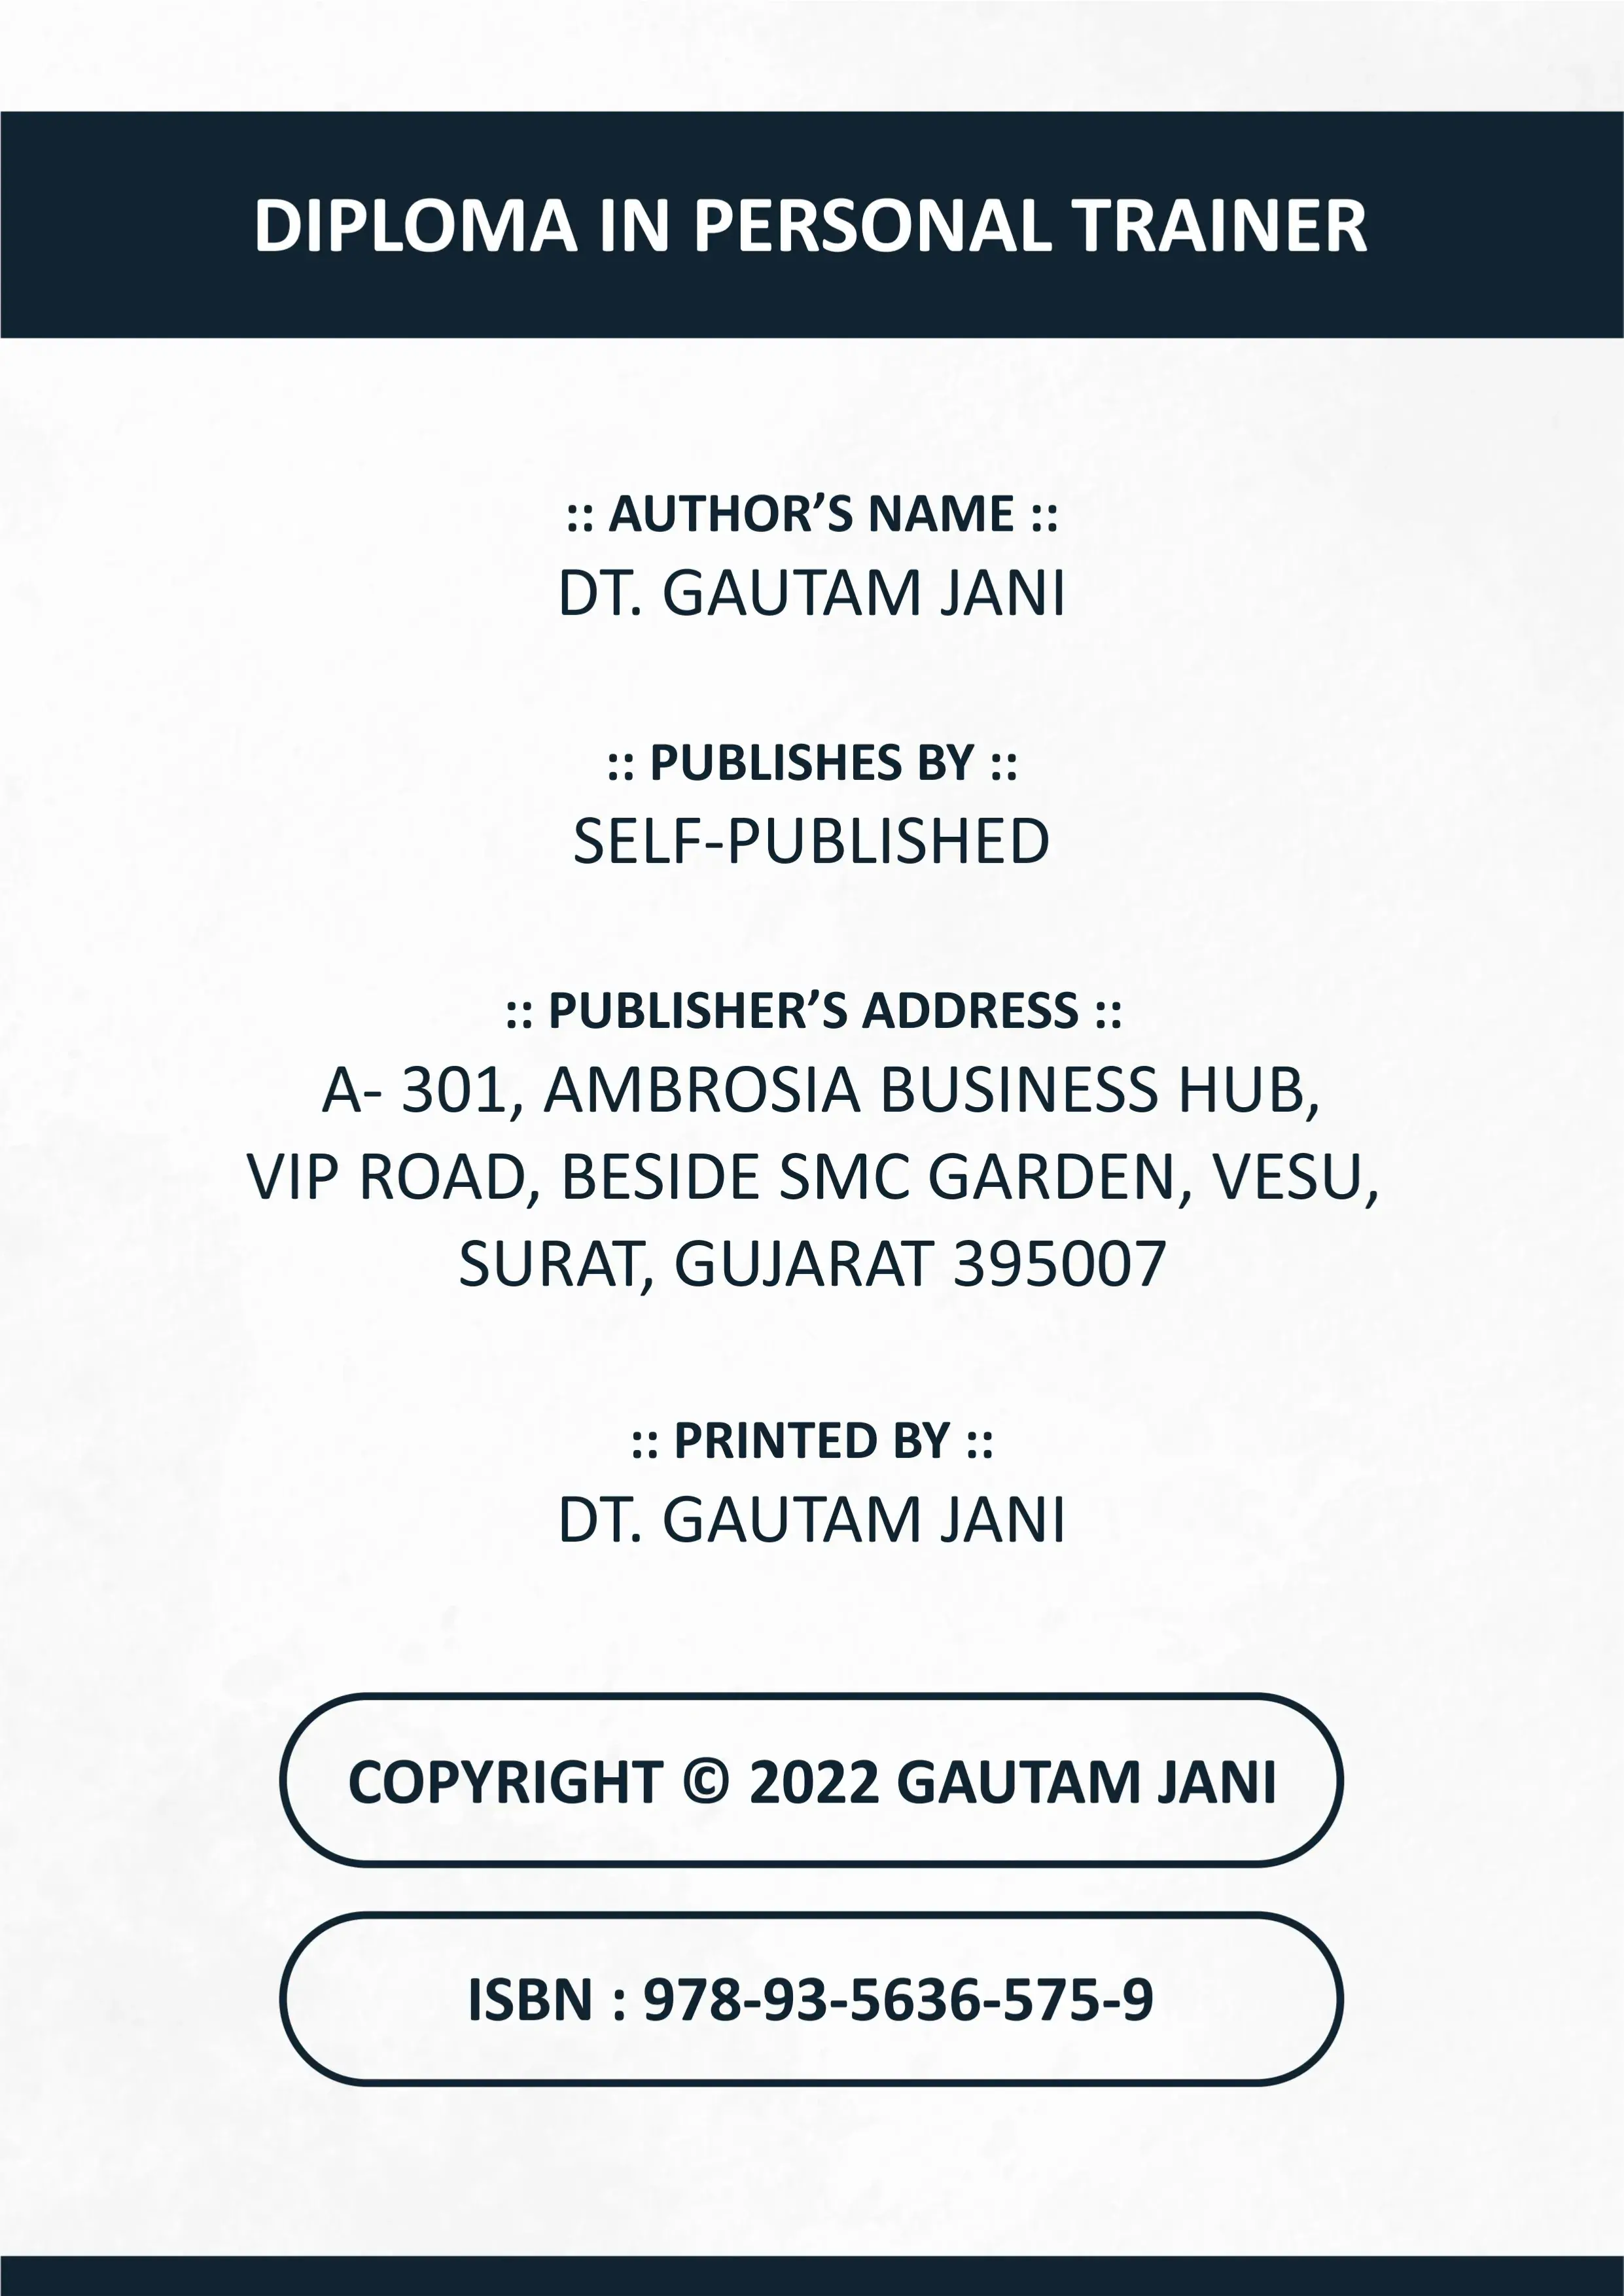 DIPLOMA IN PERSONAL TRAINER
:: AUTHOR’S NAME ::
DT. GAUTAM JANI
:: PUBLISHES BY ::
SELF-PUBLISHED
:: PUBLISHER’S ADDRESS ::
A- 301, AMBROSIA BUSINESS HUB,
VIP ROAD, BESIDE SMC GARDEN, VESU,
SURAT, GUJARAT 395007
:: PRINTED BY ::
DT. GAUTAM JANI
COPYRIGHT © 2022 GAUTAM JANI
ISBN : 978-93-5636-575-9